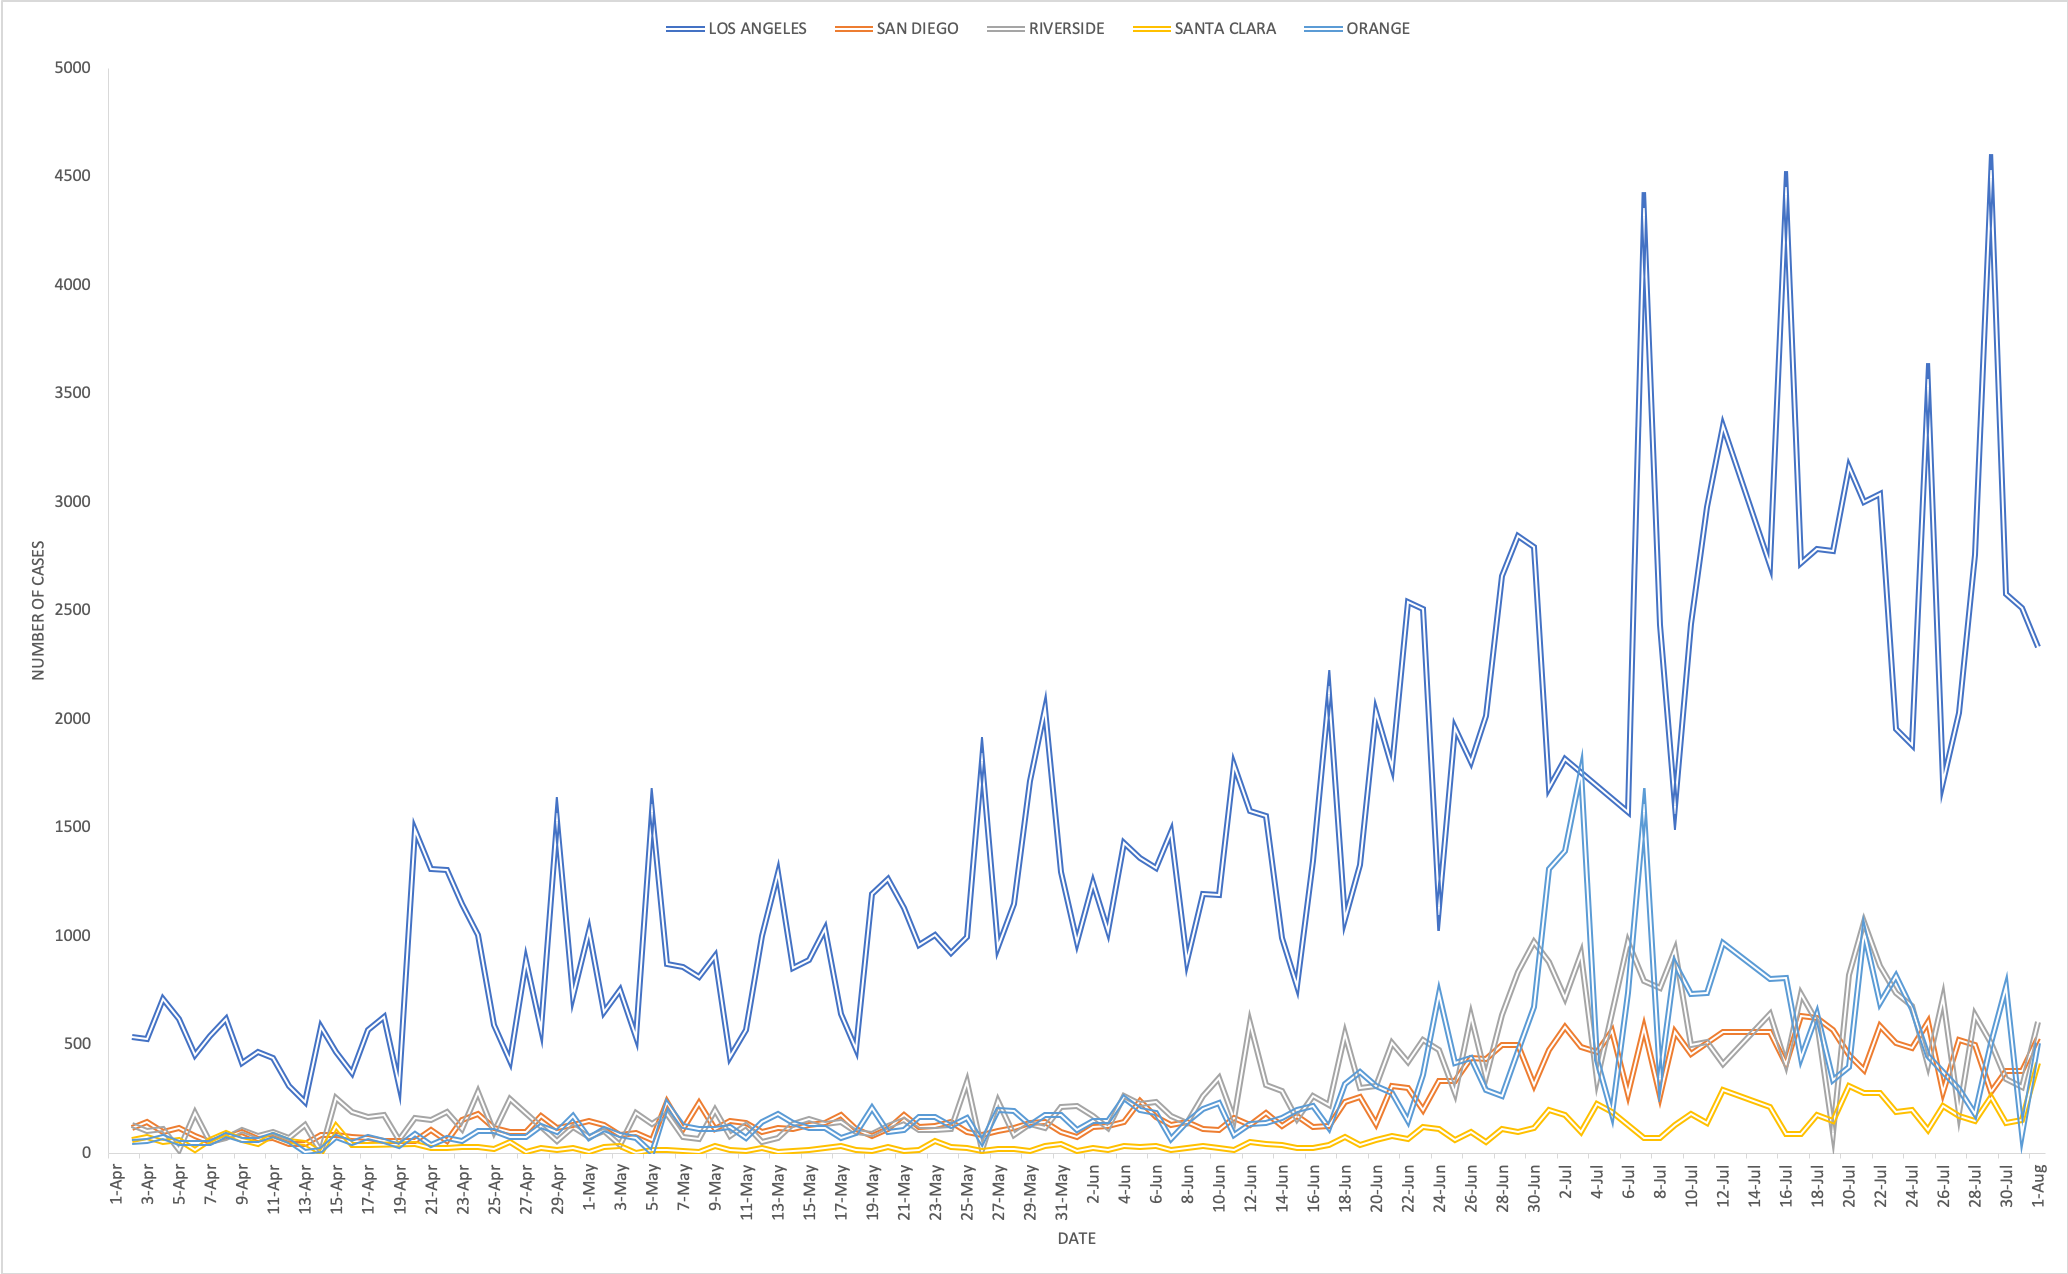 LOS ANGELES SAN DIEGO RIVERSIDE SANTA CLARA ORANGE
5000
4500
4000
3500
3000
2500
2000
1500
1000
500
0
NUMBER OF CASES
1-Apr 3-Apr 5-Apr 7-Apr 9-Apr 11-Apr 13-Apr 15-Apr 17-Apr 19-Apr 21-Apr 23-Apr 25-Apr 27-Apr 29-Apr 1-May 3-May 5-May 7-May 9-May 11-May 13-May 15-May 17-May 19-May 21-May 23-May 25-May 27-May 29-May 31-May 2-Jun 4-Jun 6-Jun 8-Jun 10-Jun 12-Jun 14-Jun 16-Jun 18-Jun 20-Jun 22-Jun 24-Jun 26-Jun 28-Jun 30-Jun 2-Jul 4-Jul 6-Jul 8-Jul 10-Jul 12-Jul 14-Jul 16-Jul 18-Jul 20-Jul 22-Jul 24-Jul 26-Jul 28-Jul 30-Jul 1-Aug
DATE